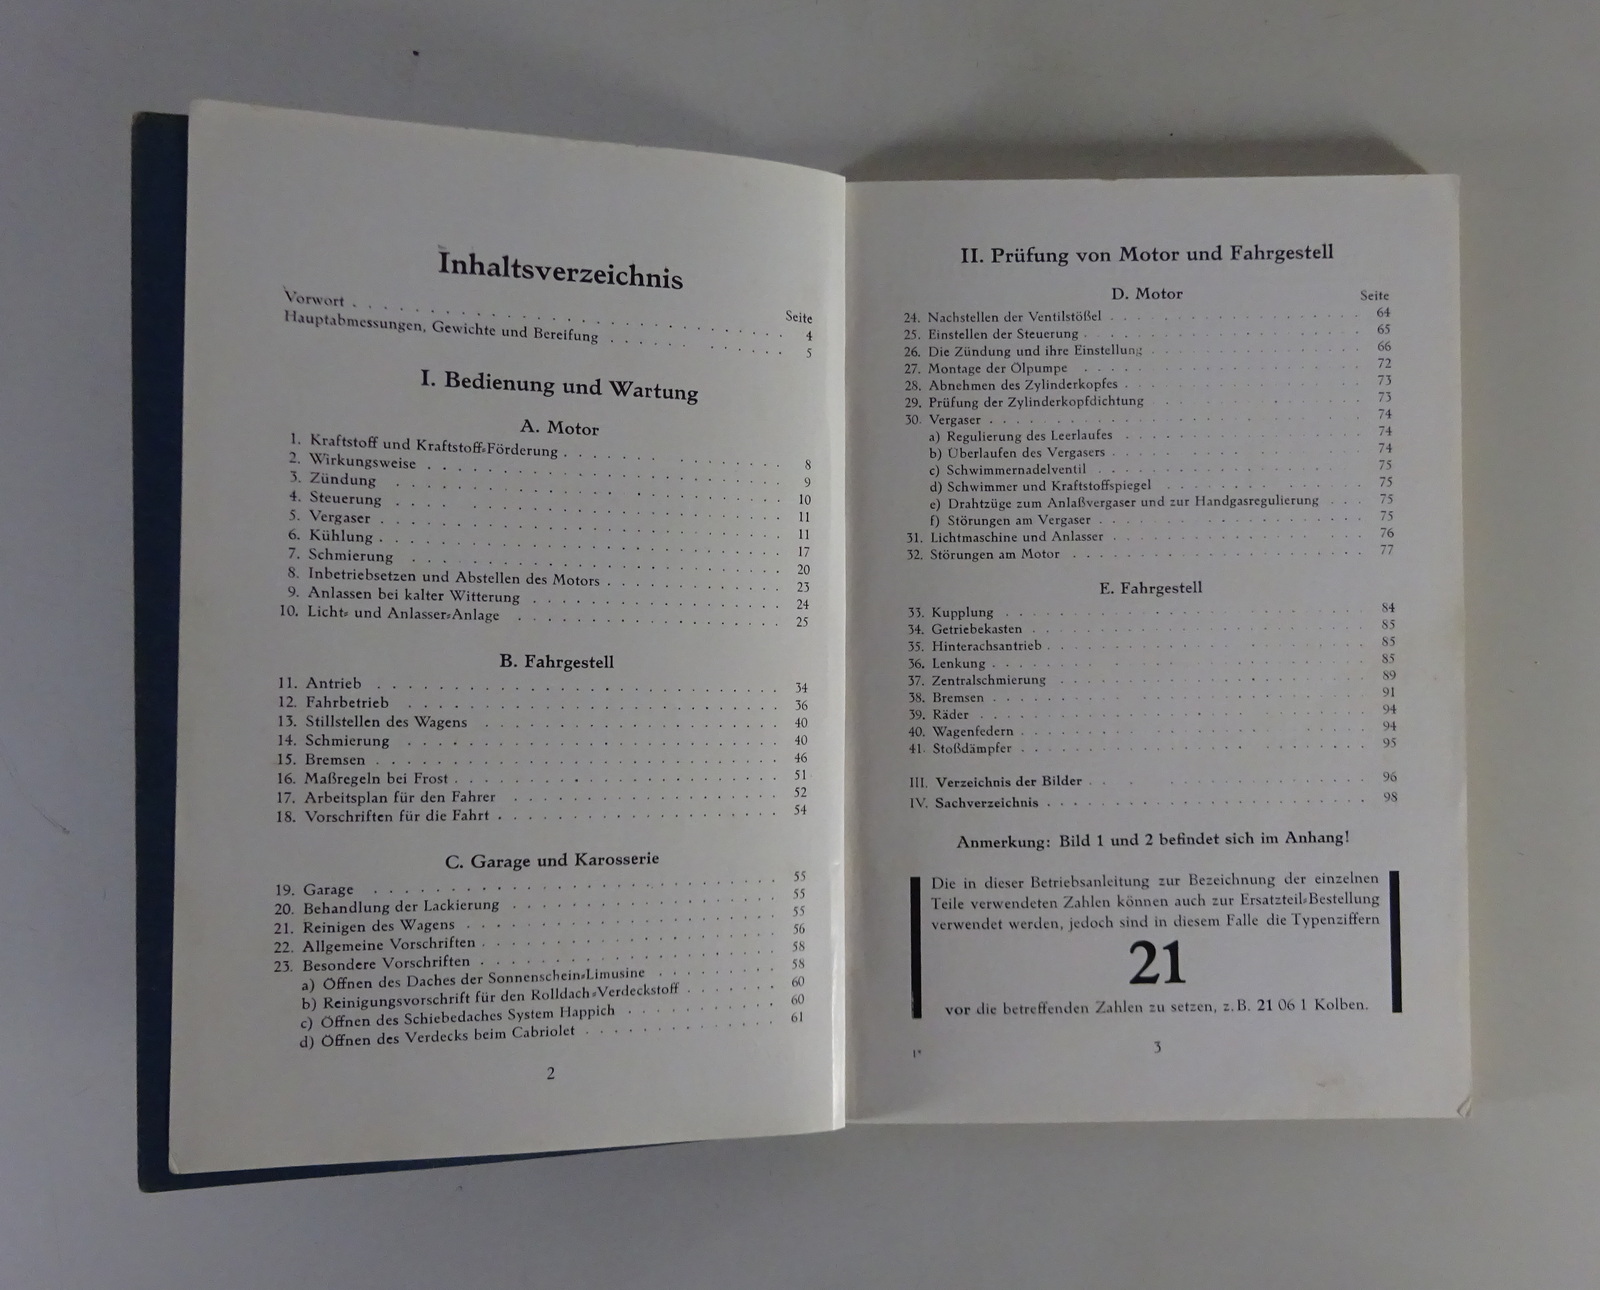 Inhaltsverzeichnis
Seite
Vorwort . . . . . . . . . . 4
Hauptabmessungen, Gewichte und Bereifung . . . . . . . . . . 5
I. Bedienung und Wartung
A. Motor
1. Kraftstoff und Kraftstoff-Förderung . . . . . . . . . . 8
2. Wirkungsweise . . . . . . . . . . 9
3. Zündung . . . . . . . . . . 10
4. Steuerung . . . . . . . . . . 11
5. Vergaser . . . . . . . . . . 11
6. Kühlung . . . . . . . . . . 17
7. Schmierung . . . . . . . . . . 20
8. Inbetriebsetzen und Abstellen des Motors . . . . . . . . . . 23
9. Anlassen bei kalter Witterung . . . . . . . . . . 24
10. Licht- und Anlasser-Anlage . . . . . . . . . . 25
B. Fahrgestell
11. Antrieb . . . . . . . . . . 34
12. Fahrbetrieb . . . . . . . . . . 36
13. Stillstellen des Wagens . . . . . . . . . . 40
14. Schmierung . . . . . . . . . . 40
15. Bremsen . . . . . . . . . . 46
16. Maßregeln bei Frost . . . . . . . . . . 51
17. Arbeitsplan für den Fahrer . . . . . . . . . . 52
18. Vorschriften für die Fahrt . . . . . . . . . . 54
C. Garage und Karosserie
19. Garage . . . . . . . . . . 55
20. Behandlung der Lackierung . . . . . . . . . . 55
21. Reinigen des Wagens . . . . . . . . . . 55
22. Allgemeine Vorschriften . . . . . . . . . . 56
23. Besondere Vorschriften . . . . . . . . . . 58
a) Öffnen des Daches der Sonnenschein-Limusine . . . . . . . . . . 58
b) Reinigungsvorschrift für den Rolldach-Verdeckstoff . . . . . . . . . . 60
c) Öffnen des Schiebedaches System Happich . . . . . . . . . . 60
d) Öffnen des Verdecks beim Cabriolet . . . . . . . . . . 61
2
II. Prüfung von Motor und Fahrgestell
D. Motor
Seite
24. Nachstellen der Ventilstößel . . . . . . . . . . 64
25. Einstellen der Steuerung . . . . . . . . . . 65
26. Die Zündung und ihre Einstellung . . . . . . . . . . 66
27. Montage der Ölpumpe . . . . . . . . . . 72
28. Abnehmen des Zylinderkopfes . . . . . . . . . . 73
29. Prüfung der Zylinderkopfdichtung . . . . . . . . . . 73
30. Vergaser . . . . . . . . . . 74
a) Regulierung des Leerlaufes . . . . . . . . . . 74
b) Überlaufen des Vergasers . . . . . . . . . . 74
c) Schwimmernadelventil . . . . . . . . . . 75
d) Schwimmer und Kraftstoffspiegel . . . . . . . . . . 75
e) Drahtzüge zum Anlaßvergaser und zur Handgasregulierung . . . 75
f) Störungen am Vergaser . . . . . . . . . . 75
31. Lichtmaschine und Anlasser . . . . . . . . . . 76
32. Störungen am Motor . . . . . . . . . . 77
E. Fahrgestell
33. Kupplung . . . . . . . . . . 84
34. Getriebekasten . . . . . . . . . . 85
35. Hinterachsantrieb . . . . . . . . . . 85
36. Lenkung . . . . . . . . . . 85
37. Zentralschmierung . . . . . . . . . . 89
38. Bremsen . . . . . . . . . . 91
39. Räder . . . . . . . . . . 94
40. Wagenfedern . . . . . . . . . . 94
41. Stoßdämpfer . . . . . . . . . . 95
III. Verzeichnis der Bilder . . . . . . . . . . 96
IV. Sachverzeichnis . . . . . . . . . . 98
Anmerkung: Bild 1 und 2 befindet sich im Anhang!
Die in dieser Betriebsanleitung zur Bezeichnung der einzelnen
Teile verwendeten Zahlen können auch zur Ersatzteil-Bestellung
verwendet werden, jedoch sind in diesem Falle die Typenziffern
21
vor die betreffenden Zahlen zu setzen, z. B. 21 06 1 Kolben.
1*
3